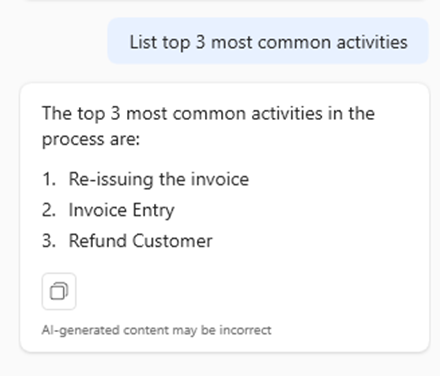 List top 3 most common activities
The top 3 most common activities in the
process are:
1. Re-issuing the invoice
2. Invoice Entry
3. Refund Customer
AI-generated content may be incorrect